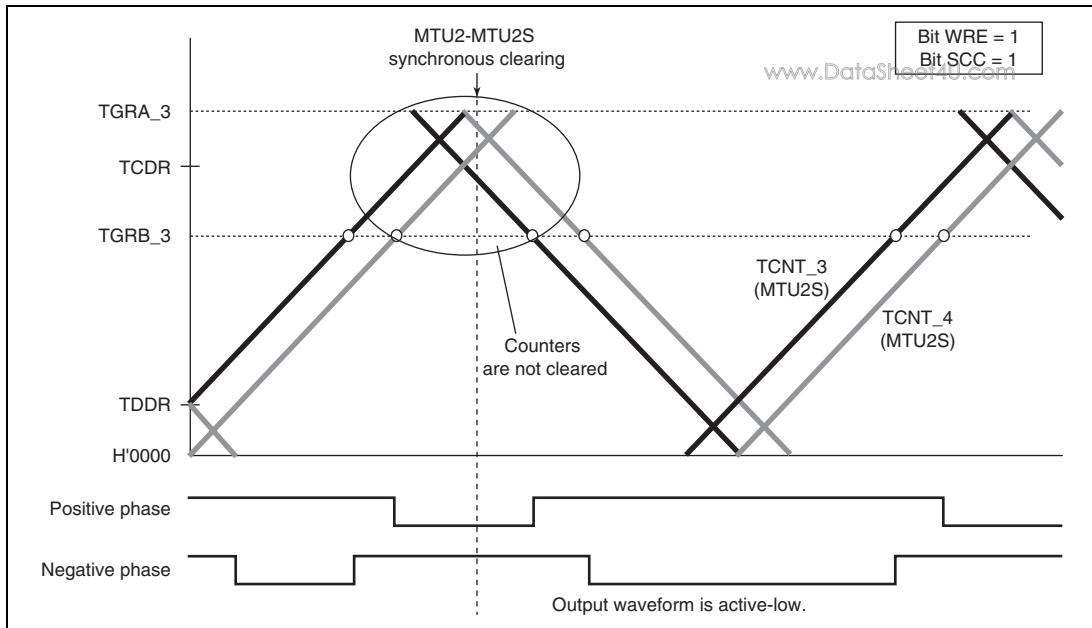 MTU2-MTU2S
synchronous clearing
Bit WRE = 1
Bit SCC = 1
www.DataSheet4U.com
TGRA_3
TCDR
TGRB_3
TCNT_3
(MTU2S)
TCNT_4
(MTU2S)
Counters
are not cleared
TDDR
H'0000
Positive phase
Negative phase
Output waveform is active-low.